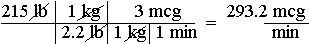 215 lb | 1 kg | 3 mcg = 293.2 mcg
2.2 lb | 1 kg | 1 min min